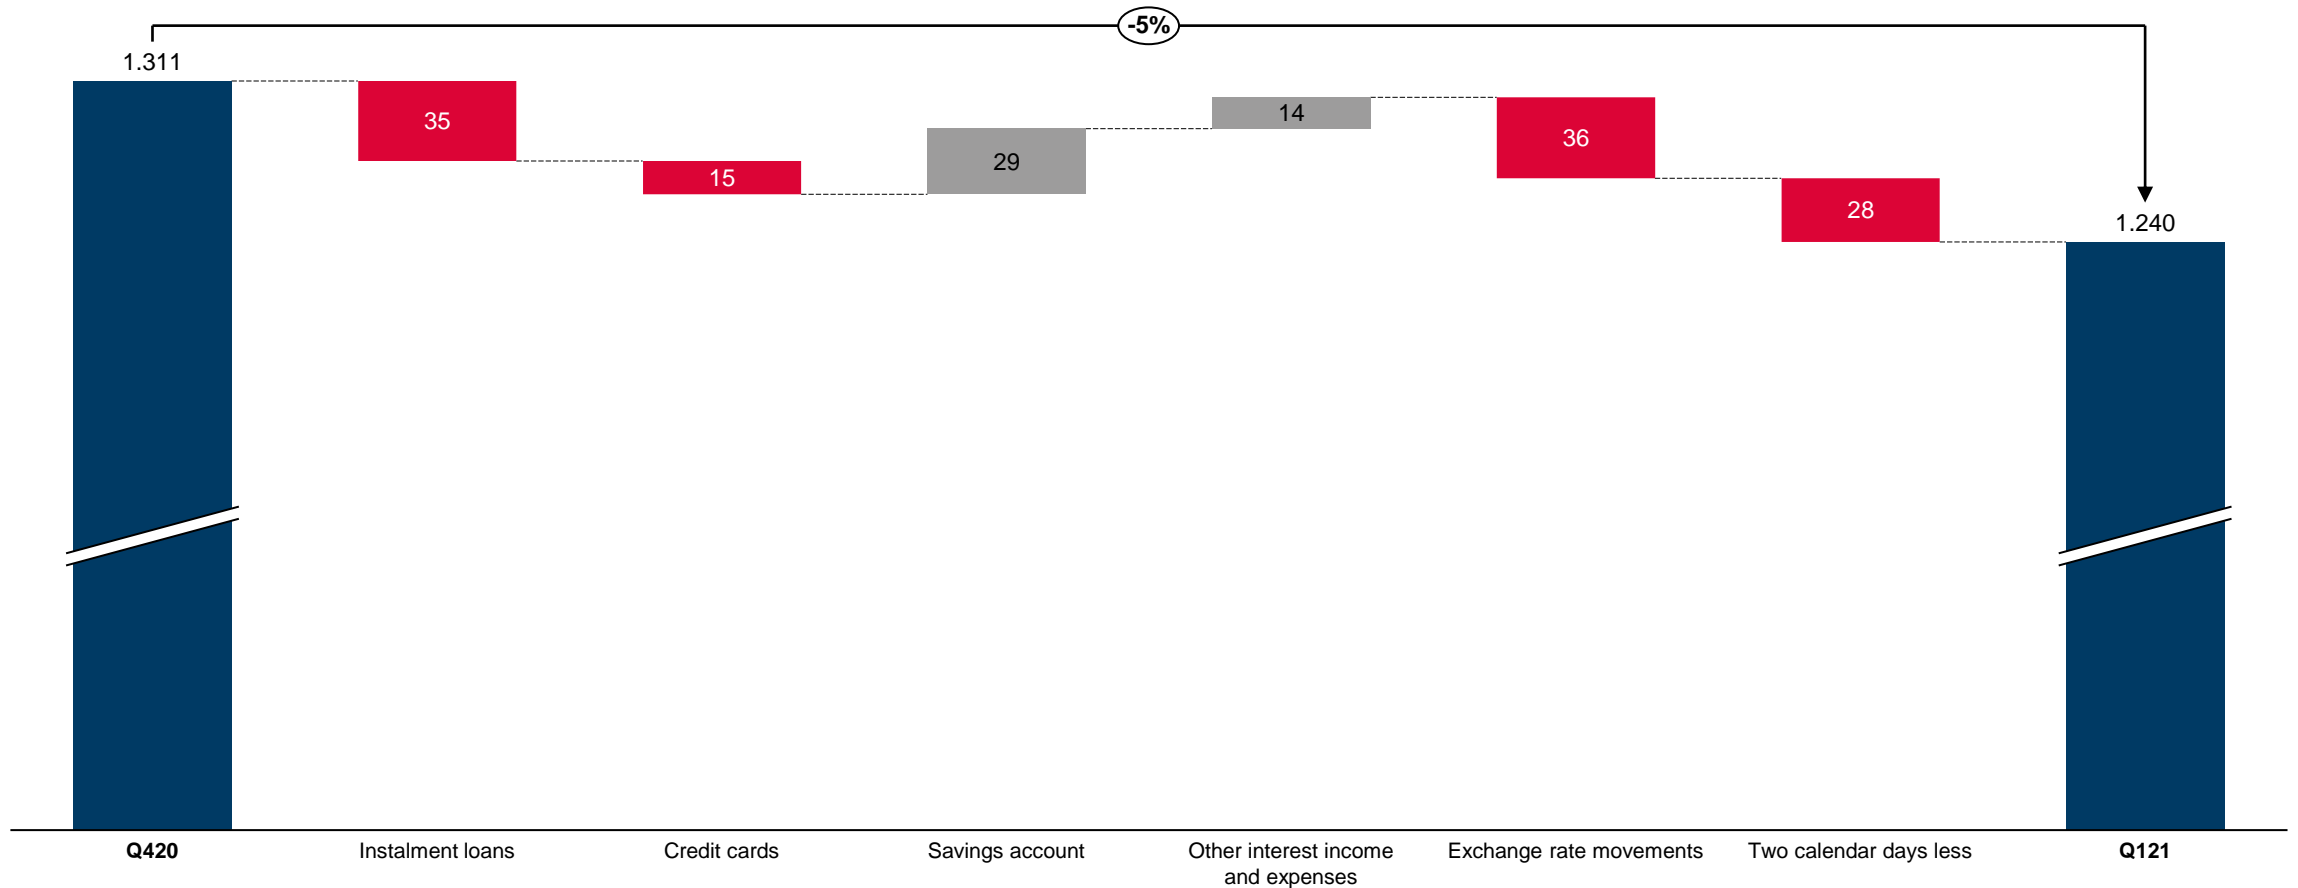 -5%
1.311
35
15
29
14
36
28
1.240
Q420
Instalment loans
Credit cards
Savings account
Other interest income
and expenses
Exchange rate movements
Two calendar days less
Q121